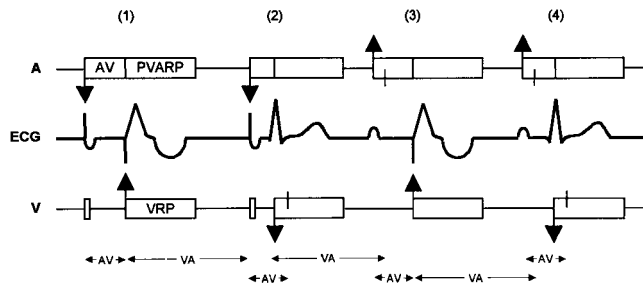 (1) (2) (3) (4)
A AV PVARP
ECG
V VRP
AV VA VA AV
AV AV VA